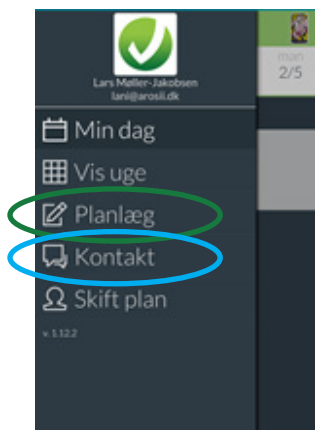 Lars Møller-Jakobsen
lani@arosii.dk
man
2/5
Min dag
Vis uge
Planlæg
Kontakt
Skift plan
v. 1.12.2